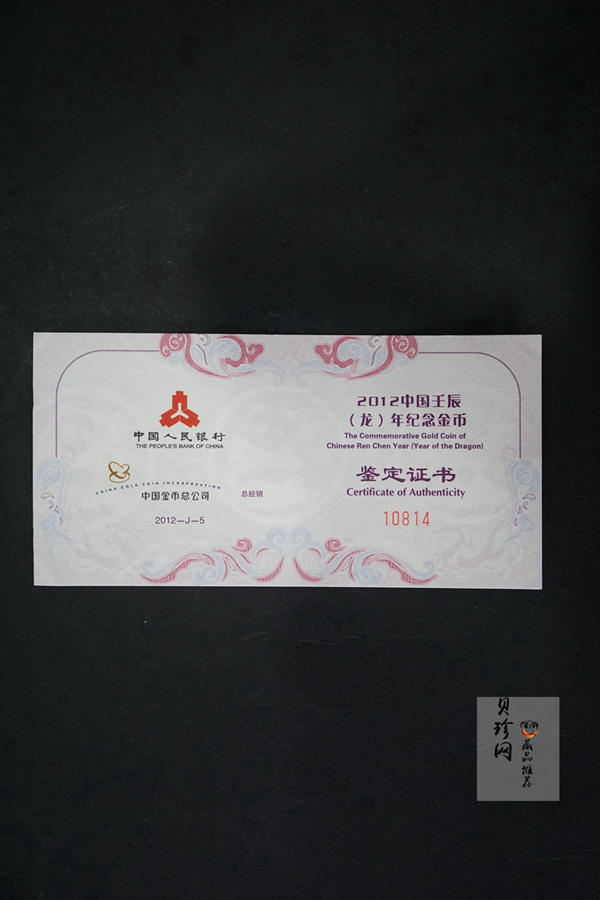 中国人民银行
THE PEOPLE'S BANK OF CHINA
CHINA GOLD COIN INCORPORATION
中国金币总公司 总经销
2012—J—5
2012中国壬辰
（龙）年纪念金币
The Commemorative Gold Coin of
Chinese Ren Chen Year (Year of the Dragon)
鉴定证书
Certificate of Authenticity
10814
贝珍网
藏品推荐